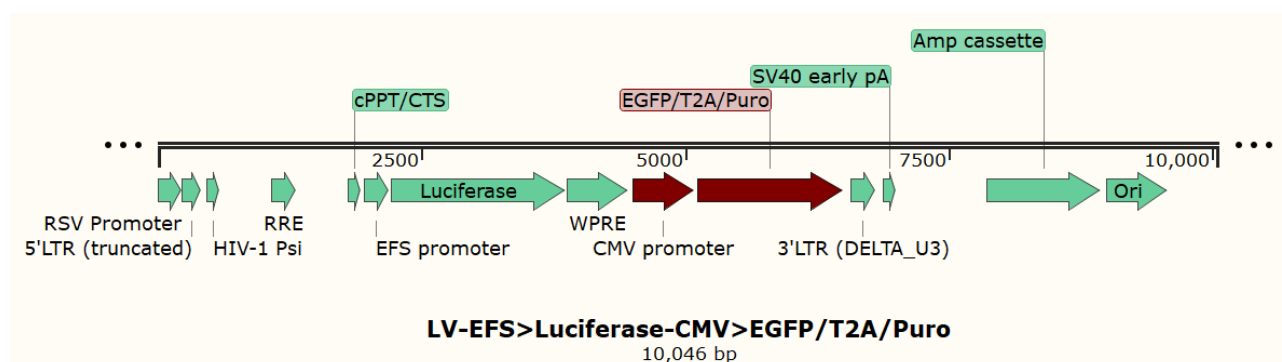 Amp cassette
SV40 early pA
cPPT/CTS
EGFP/T2A/Puro
2500
5000
7500
10,000
Luciferase
Ori
RSV Promoter
RRE
WPRE
5'LTR (truncated)
HIV-1 Psi
EFS promoter
CMV promoter
3'LTR (DELTA_U3)
LV-EFS>Luciferase-CMV>EGFP/T2A/Puro
10,046 bp